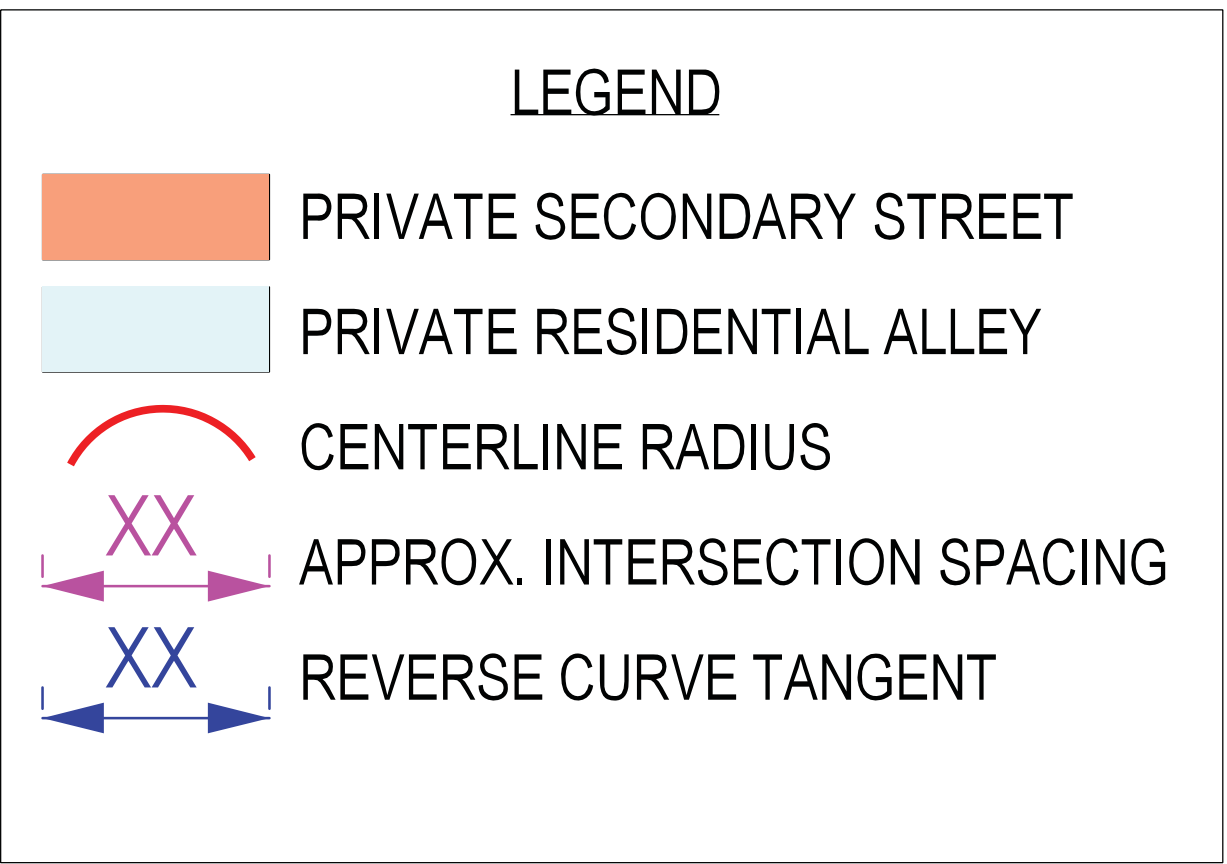 LEGEND
PRIVATE SECONDARY STREET
PRIVATE RESIDENTIAL ALLEY
CENTERLINE RADIUS
XX
APPROX. INTERSECTION SPACING
XX
REVERSE CURVE TANGENT